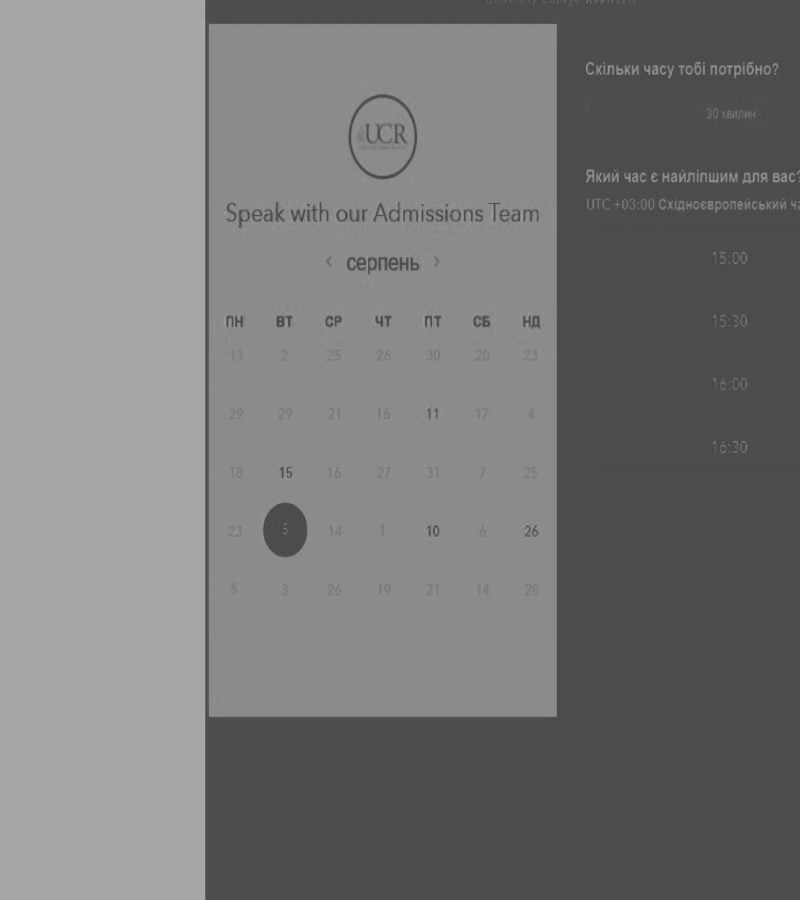 University College
UCR
Speak with our Admissions Team
‹ серпень ›
ПН ВТ СР ЧТ ПТ СБ НД
13 2 25 26 30 20 23
29 29 21 16 11 17 4
18 15 16 27 31 7 25
23 5 14 1 10 6 26
5 3 26 19 21 14 28
Скільки часу тобі потрібно?
30 хвилин
Який час є найліпшим для вас?
UTC +03:00 Східноєвропейський
15:00
15:30
16:00
16:30